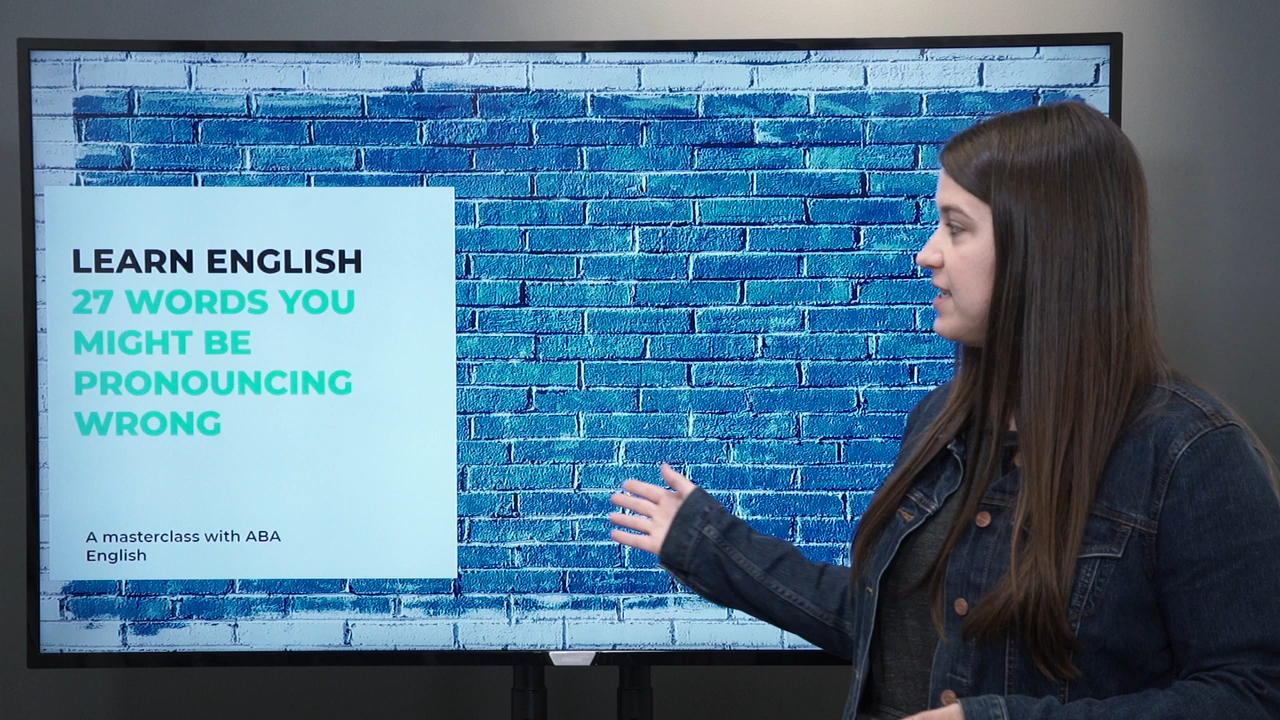 LEARN ENGLISH
27 WORDS YOU
MIGHT BE
PRONOUNCING
WRONG
A masterclass with ABA
English